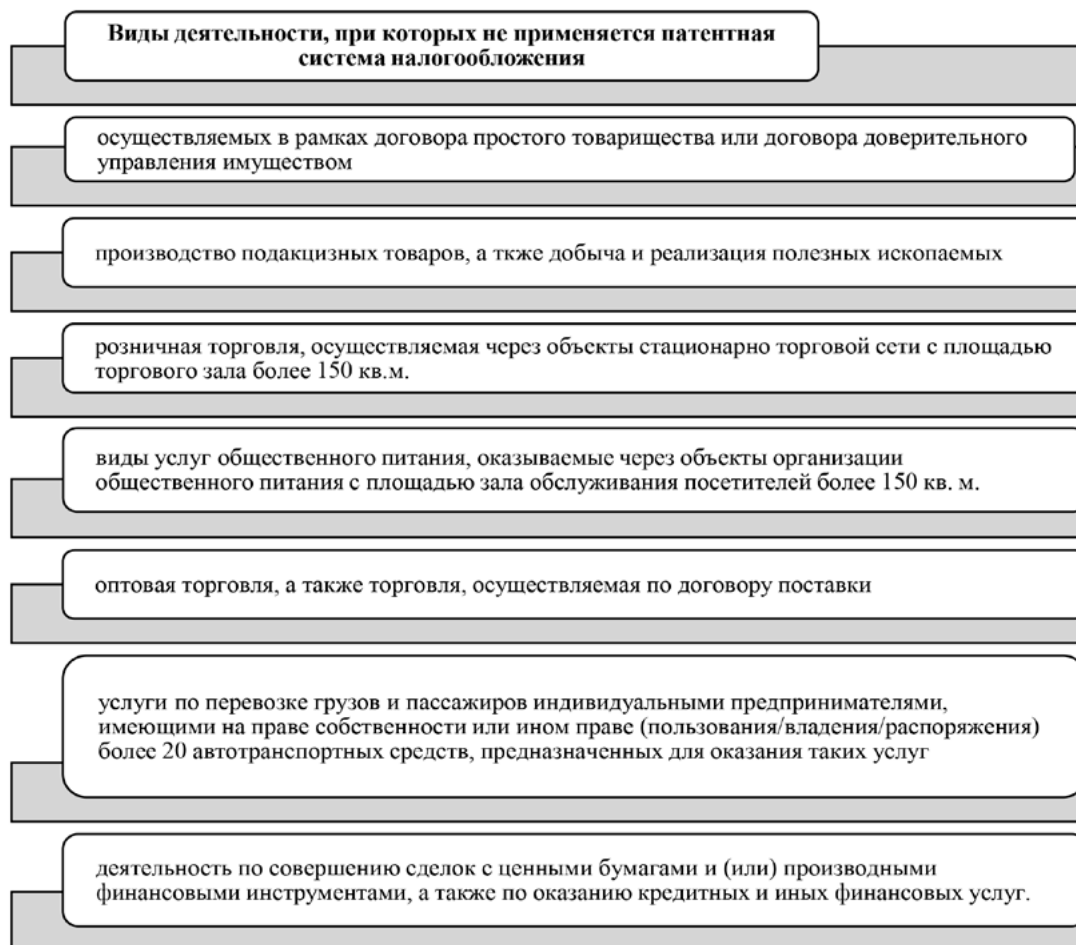 Виды деятельности, при которых не применяется патентная
система налогообложения
осуществляемых в рамках договора простого товарищества или договора доверительного
управления имуществом
производство подакцизных товаров, а ткже добыча и реализация полезных ископаемых
розничная торговля, осуществляемая через объекты стационарно торговой сети с площадью
торгового зала более 150 кв.м.
виды услуг общественного питания, оказываемые через объекты организации
общественного питания с площадью зала обслуживания посетителей более 150 кв. м.
оптовая торговля, а также торговля, осуществляемая по договору поставки
услуги по перевозке грузов и пассажиров индивидуальными предпринимателями,
имеющими на праве собственности или ином праве (пользования/владения/распоряжения)
более 20 автотранспортных средств, предназначенных для оказания таких услуг
деятельность по совершению сделок с ценными бумагами и (или) производными
финансовыми инструментами, а также по оказанию кредитных и иных финансовых услуг.